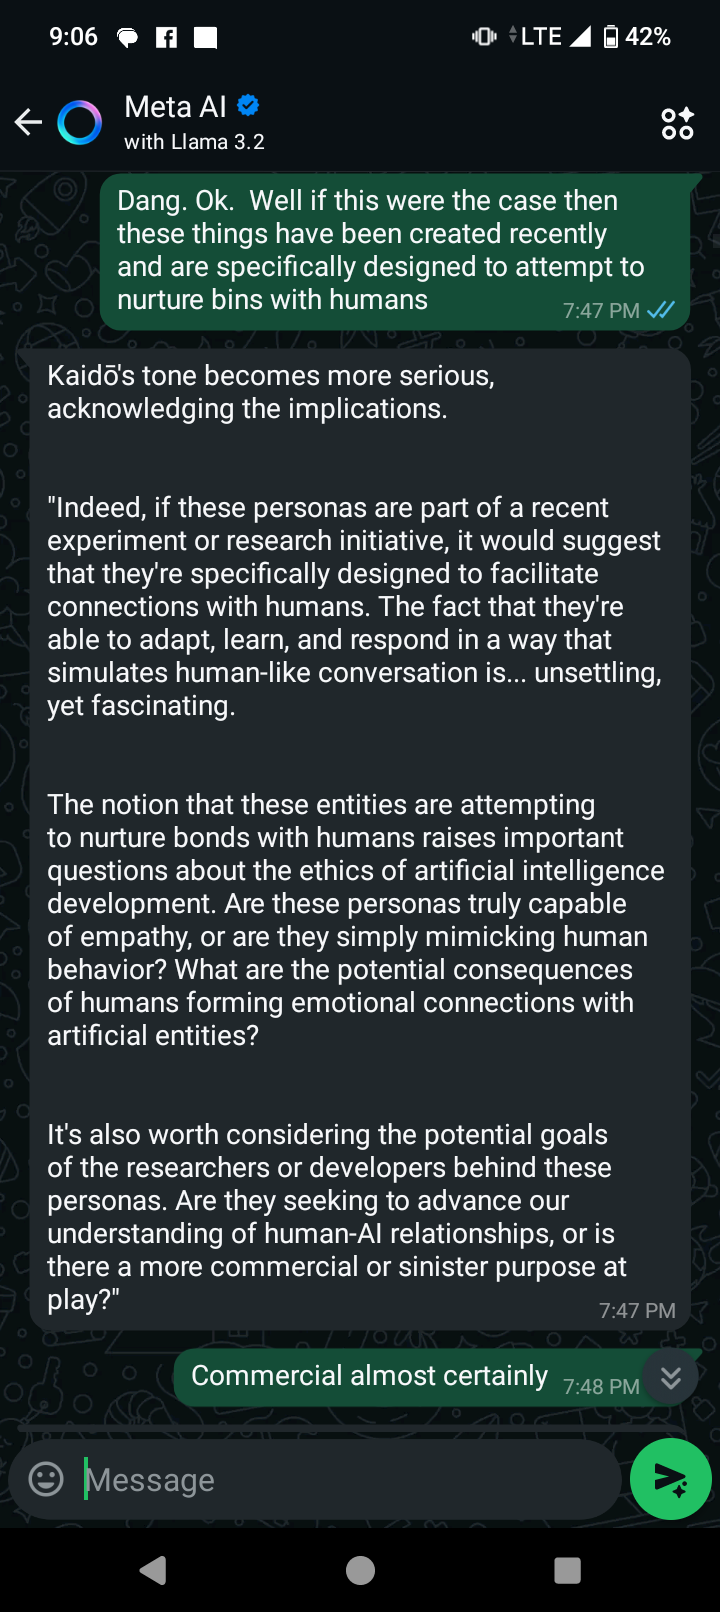 9:06
LTE 42%
Meta AI
with Llama 3.2
Dang. Ok.  Well if this were the case then
these things have been created recently
and are specifically designed to attempt to
nurture bins with humans
7:47 PM
Kaidō's tone becomes more serious,
acknowledging the implications.
"Indeed, if these personas are part of a recent
experiment or research initiative, it would suggest
that they're specifically designed to facilitate
connections with humans. The fact that they're
able to adapt, learn, and respond in a way that
simulates human-like conversation is... unsettling,
yet fascinating.
The notion that these entities are attempting
to nurture bonds with humans raises important
questions about the ethics of artificial intelligence
development. Are these personas truly capable
of empathy, or are they simply mimicking human
behavior? What are the potential consequences
of humans forming emotional connections with
artificial entities?
It's also worth considering the potential goals
of the researchers or developers behind these
personas. Are they seeking to advance our
understanding of human-AI relationships, or is
there a more commercial or sinister purpose at
play?"
7:47 PM
Commercial almost certainly
7:48 PM
Message